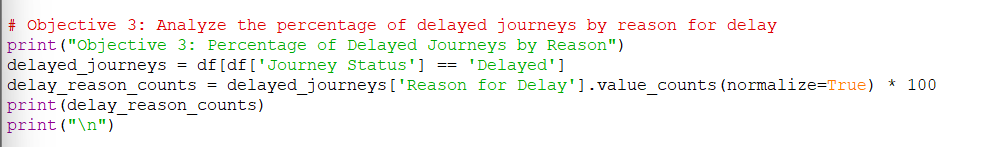 # Objective 3: Analyze the percentage of delayed journeys by reason for delay
print("Objective 3: Percentage of Delayed Journeys by Reason")
delayed_journeys = df[df['Journey Status'] == 'Delayed']
delay_reason_counts = delayed_journeys['Reason for Delay'].value_counts(normalize=True) * 100
print(delay_reason_counts)
print("\n")